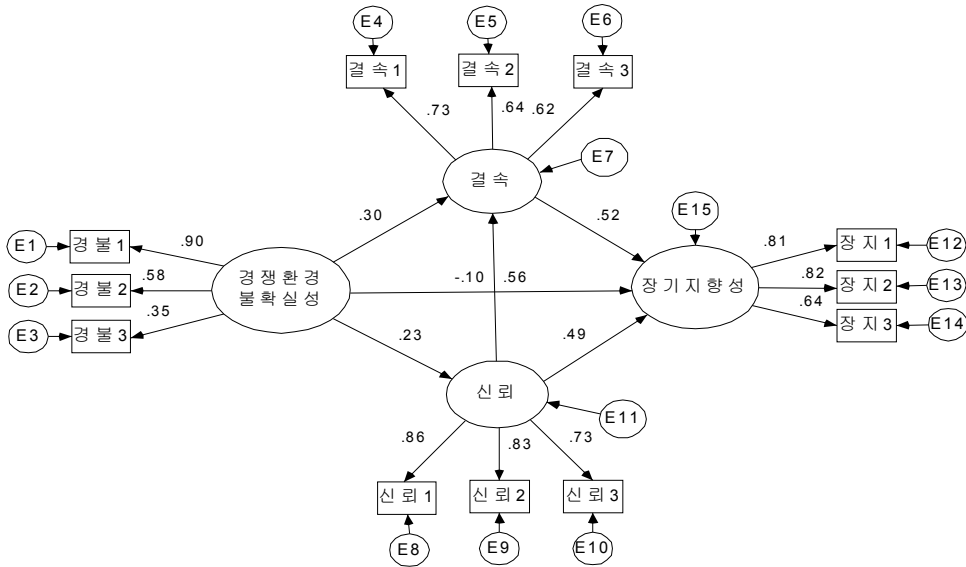 E4
E5
E6
결속1
결속2
결속3
.73
.64
.62
E7
결속
.30
.52
E15
E1
경불1
.90
.81
장지1
E12
E2
경불2
.58
경쟁환경
불확실성
-.10
.56
장기지향성
.82
장지2
E13
E3
경불3
.35
.64
장지3
E14
.23
.49
신뢰
E11
.86
.83
.73
신뢰1
신뢰2
신뢰3
E8
E9
E10